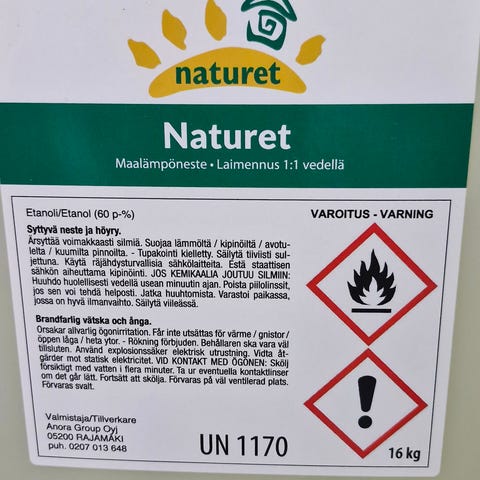 naturet
Naturet
Maalämpöneste • Laimennus 1:1 vedellä
Etanoli/Etanol (60 p-%)
VAROITUS - VARNING
Syttyvä neste ja höyry.
Ärsyttää voimakkaasti silmiä. Suojaa lämmöltä / kipinöiltä / avotu-
lelta / kuumilta pinnoilta. - Tupakointi kielletty. Säilytä tiiviisti sul-
jettuna. Käytä räjähdysturvallisia sähkölaitteita. Estä staattisen
sähkön aiheuttama kipinöinti. JOS KEMIKAALIA JOUTUU SILMIIN:
Huuhdo huolellisesti vedellä usean minuutin ajan. Poista piilolinssit,
jos sen voi tehdä helposti. Jatka huuhtomista. Varastoi paikassa,
jossa on hyvä ilmanvaihto. Säilytä viileässä.
Brandfarlig vätska och ånga.
Orsakar allvarlig ögonirritation. Får inte utsättas för värme / gnistor /
öppen låga / heta ytor. - Rökning förbjuden. Behållaren ska vara väl
tillsluten. Använd explosionssäker elektrisk utrustning. Vidta åt-
gärder mot statisk elektricitet. VID KONTAKT MED ÖGONEN: Skölj
försiktigt med vatten i flera minuter. Ta ur eventuella kontaktlinser
om det går lätt. Fortsätt att skölja. Förvaras på väl ventilerad plats.
Förvaras svalt.
Valmistaja/Tillverkare
Anora Group Oyj
05200 RAJAMÄKI
puh. 0207 013 648
UN 1170
16 kg